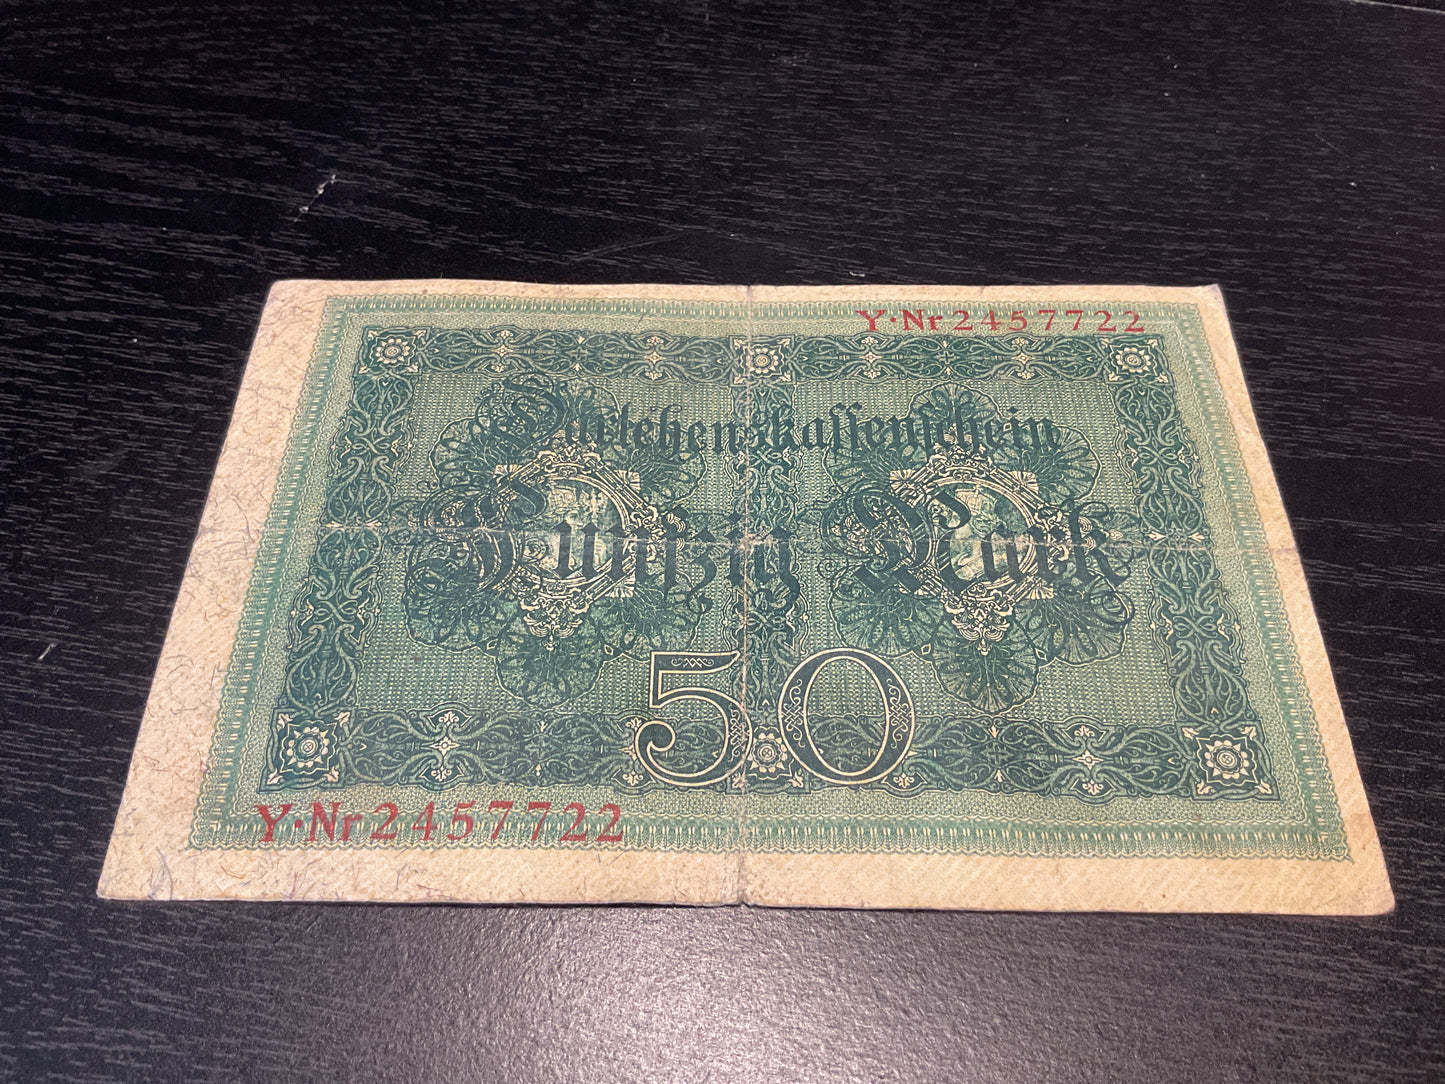 Y·Nr 2457722
Darlehenskassenschein
Fünfzig Mark
50
Y·Nr 2457722